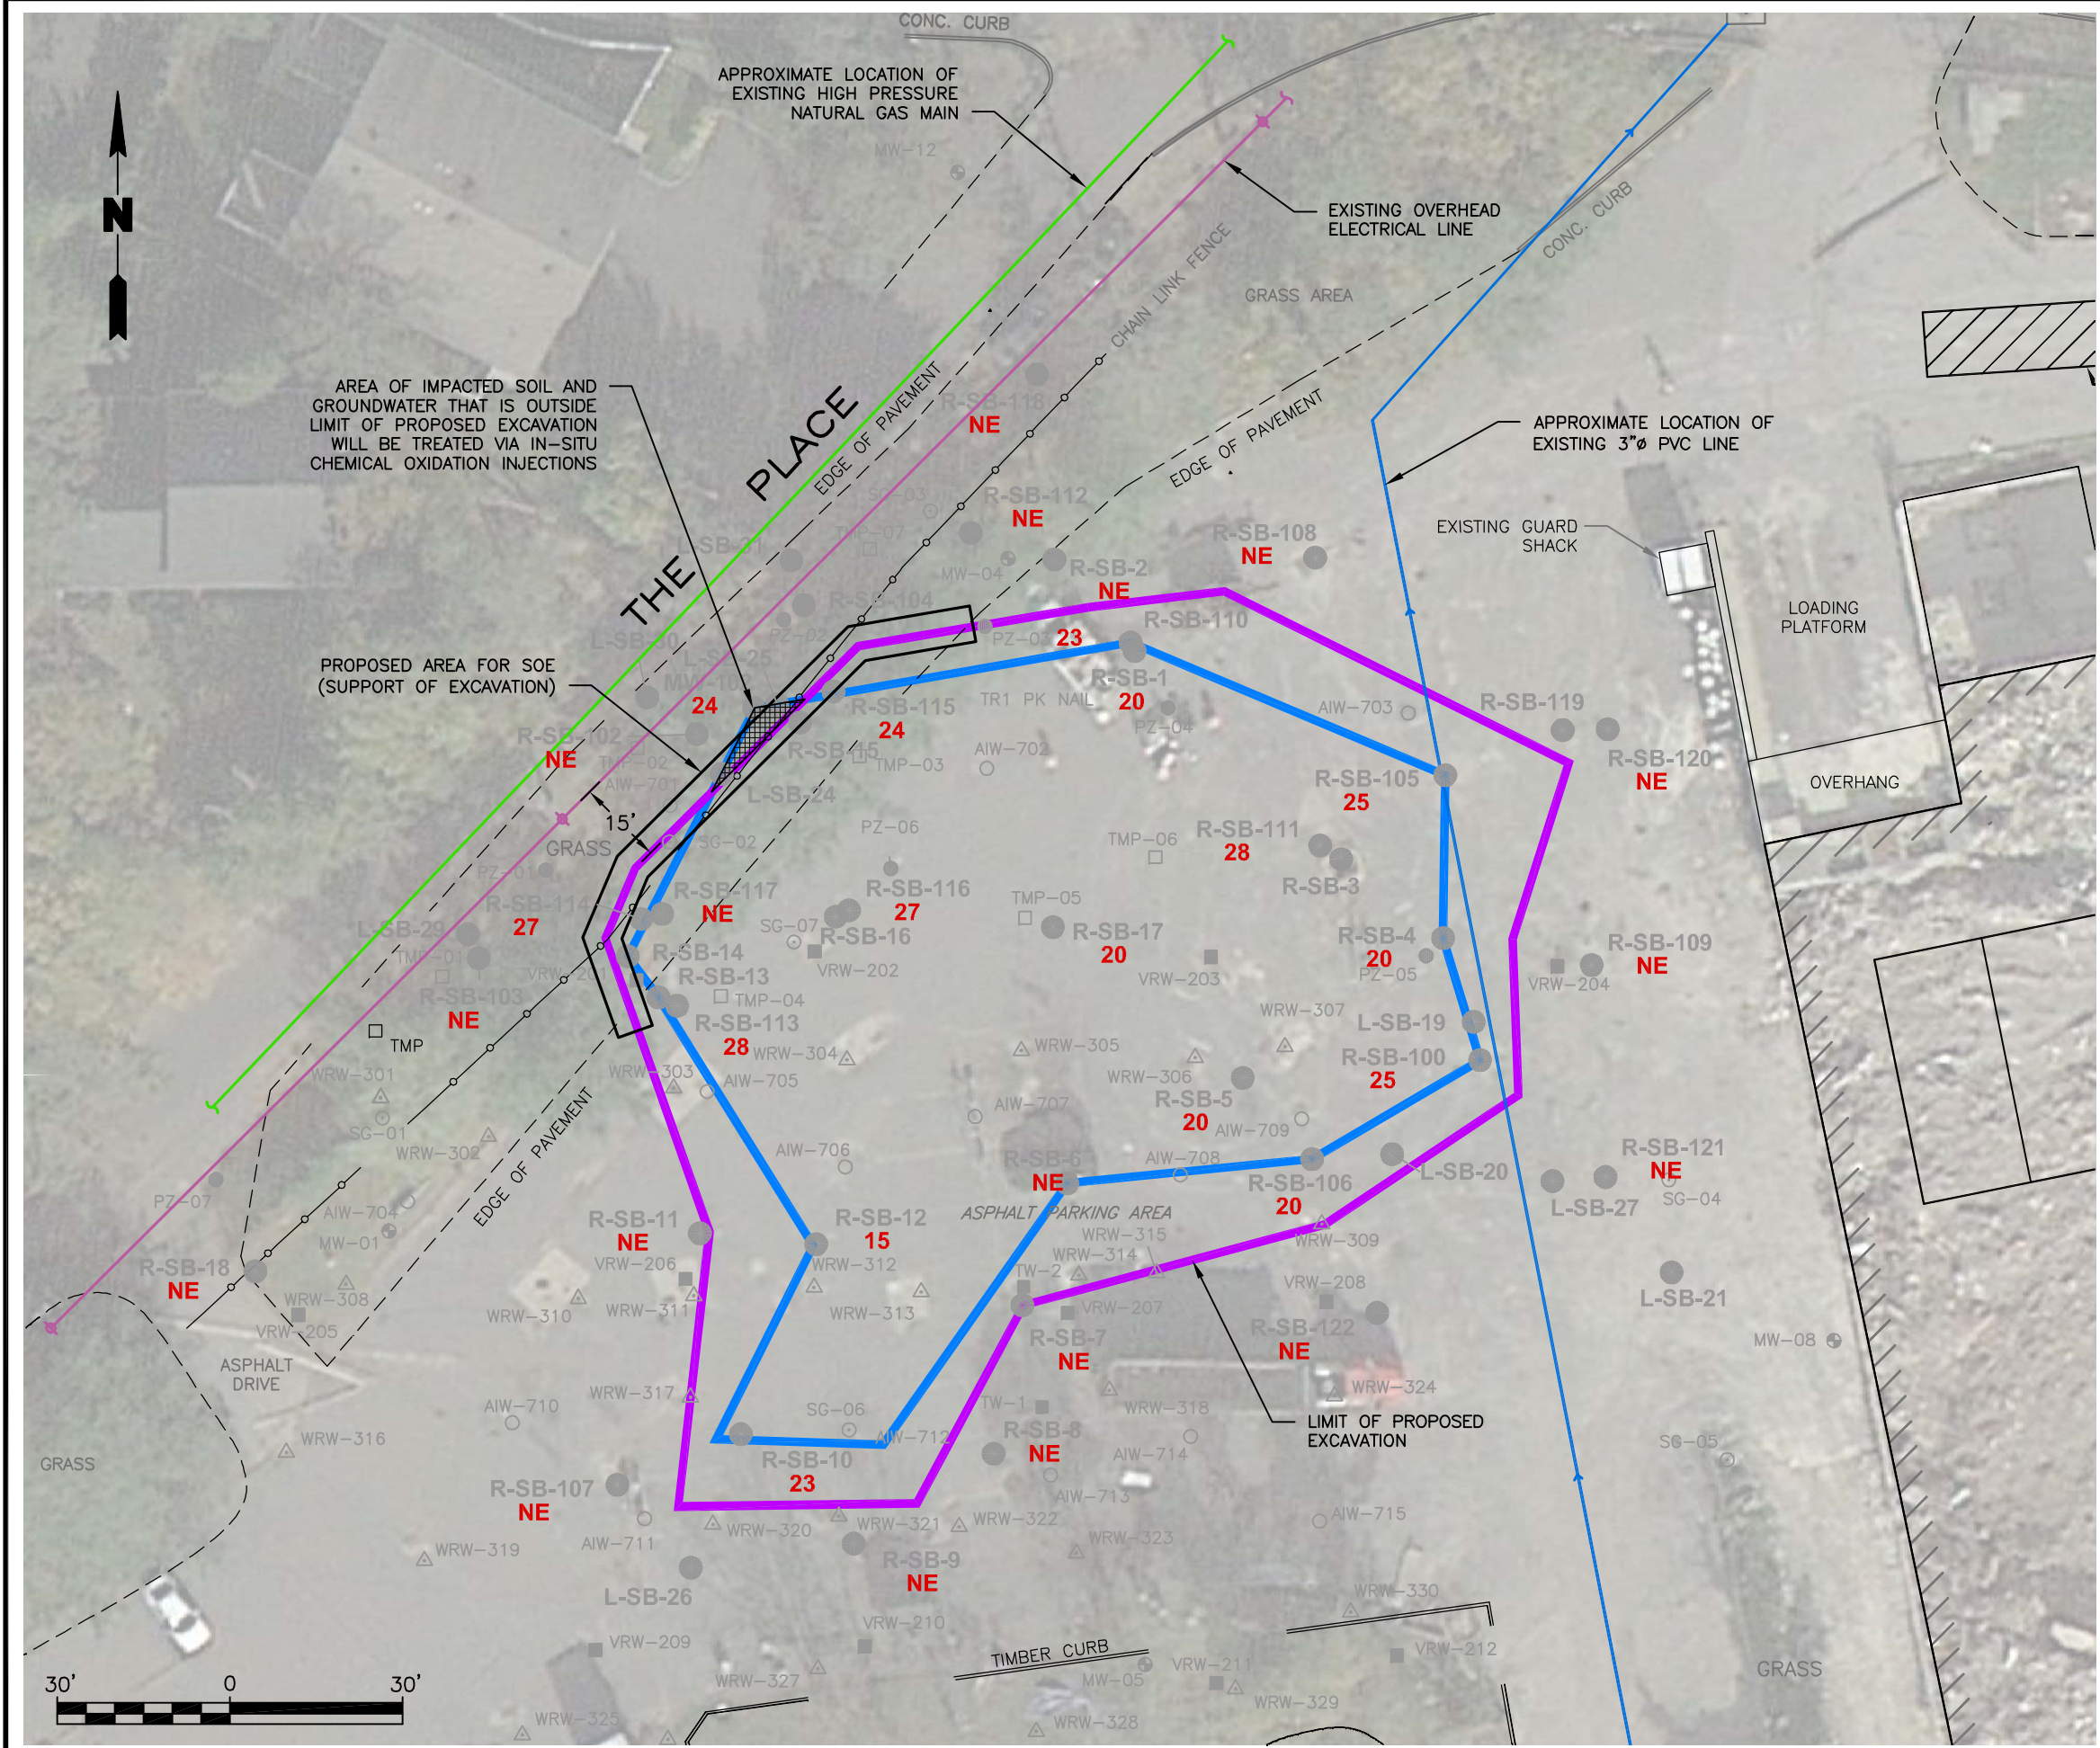 CONC. CURB
APPROXIMATE LOCATION OF
EXISTING HIGH PRESSURE
NATURAL GAS MAIN
MW-12
N
EXISTING OVERHEAD
ELECTRICAL LINE
CONC. CURB
CHAIN LINK FENCE
GRASS AREA
AREA OF IMPACTED SOIL AND
GROUNDWATER THAT IS OUTSIDE
LIMIT OF PROPOSED EXCAVATION
WILL BE TREATED VIA IN-SITU
CHEMICAL OXIDATION INJECTIONS
THE PLACE
EDGE OF PAVEMENT
R-SB-118
NE
EDGE OF PAVEMENT
APPROXIMATE LOCATION OF
EXISTING 3"ø PVC LINE
SG-03
R-SB-112
NE
TMP-07
SB-31
MW-04
R-SB-2
NE
R-SB-108
NE
EXISTING GUARD
SHACK
LOADING
PLATFORM
OVERHANG
R-SB-104
PZ-02
L-SB-30
L-SB-25
24
PZ-03
23
R-SB-110
R-SB-1
20
TR1 PK NAIL
PZ-04
PROPOSED AREA FOR SOE
(SUPPORT OF EXCAVATION)
R-SB-102
NE
TMP-02
AIW-701
R-SB-115
24
R-SB-15
TMP-03
AIW-702
AIW-703
R-SB-119
R-SB-120
NE
R-SB-105
25
L-SB-24
15'
GRASS
SG-02
PZ-06
TMP-06
R-SB-111
28
R-SB-3
PZ-01
R-SB-114
27
R-SB-117
NE
R-SB-116
27
SG-07
R-SB-16
VRW-202
TMP-05
R-SB-17
20
VRW-203
R-SB-4
20
PZ-05
R-SB-109
NE
VRW-204
L-SB-29
TMP-01
VRW-201
R-SB-14
R-SB-13
TMP-04
R-SB-103
NE
R-SB-113
28
TMP
WRW-307
L-SB-19
R-SB-100
25
WRW-304
WRW-305
WRW-306
R-SB-5
20
AIW-709
WRW-303
AIW-705
WRW-301
SG-01
WRW-302
EDGE OF PAVEMENT
AIW-707
AIW-706
R-SB-6
NE
AIW-708
R-SB-106
20
L-SB-20
R-SB-121
NE
SG-04
L-SB-27
PZ-07
AIW-704
MW-01
ASPHALT PARKING AREA
R-SB-11
NE
R-SB-12
15
WRW-315
WRW-314
WRW-309
TW-2
R-SB-18
NE
WRW-308
VRW-205
VRW-206
WRW-311
WRW-310
WRW-312
WRW-313
VRW-207
VRW-208
R-SB-7
NE
R-SB-122
NE
L-SB-21
MW-08
ASPHALT
DRIVE
WRW-317
WRW-324
WRW-318
AIW-710
SG-06
AIW-712
TW-1
R-SB-8
NE
AIW-714
LIMIT OF PROPOSED
EXCAVATION
SG-05
WRW-316
GRASS
R-SB-10
23
R-SB-107
NE
AIW-713
AIW-711
WRW-320
WRW-321
WRW-322
AIW-715
WRW-323
WRW-319
R-SB-9
NE
L-SB-26
WRW-330
VRW-209
VRW-210
TIMBER CURB
VRW-212
WRW-327
MW-05
VRW-211
GRASS
WRW-329
WRW-325
WRW-328
30' 0 30'